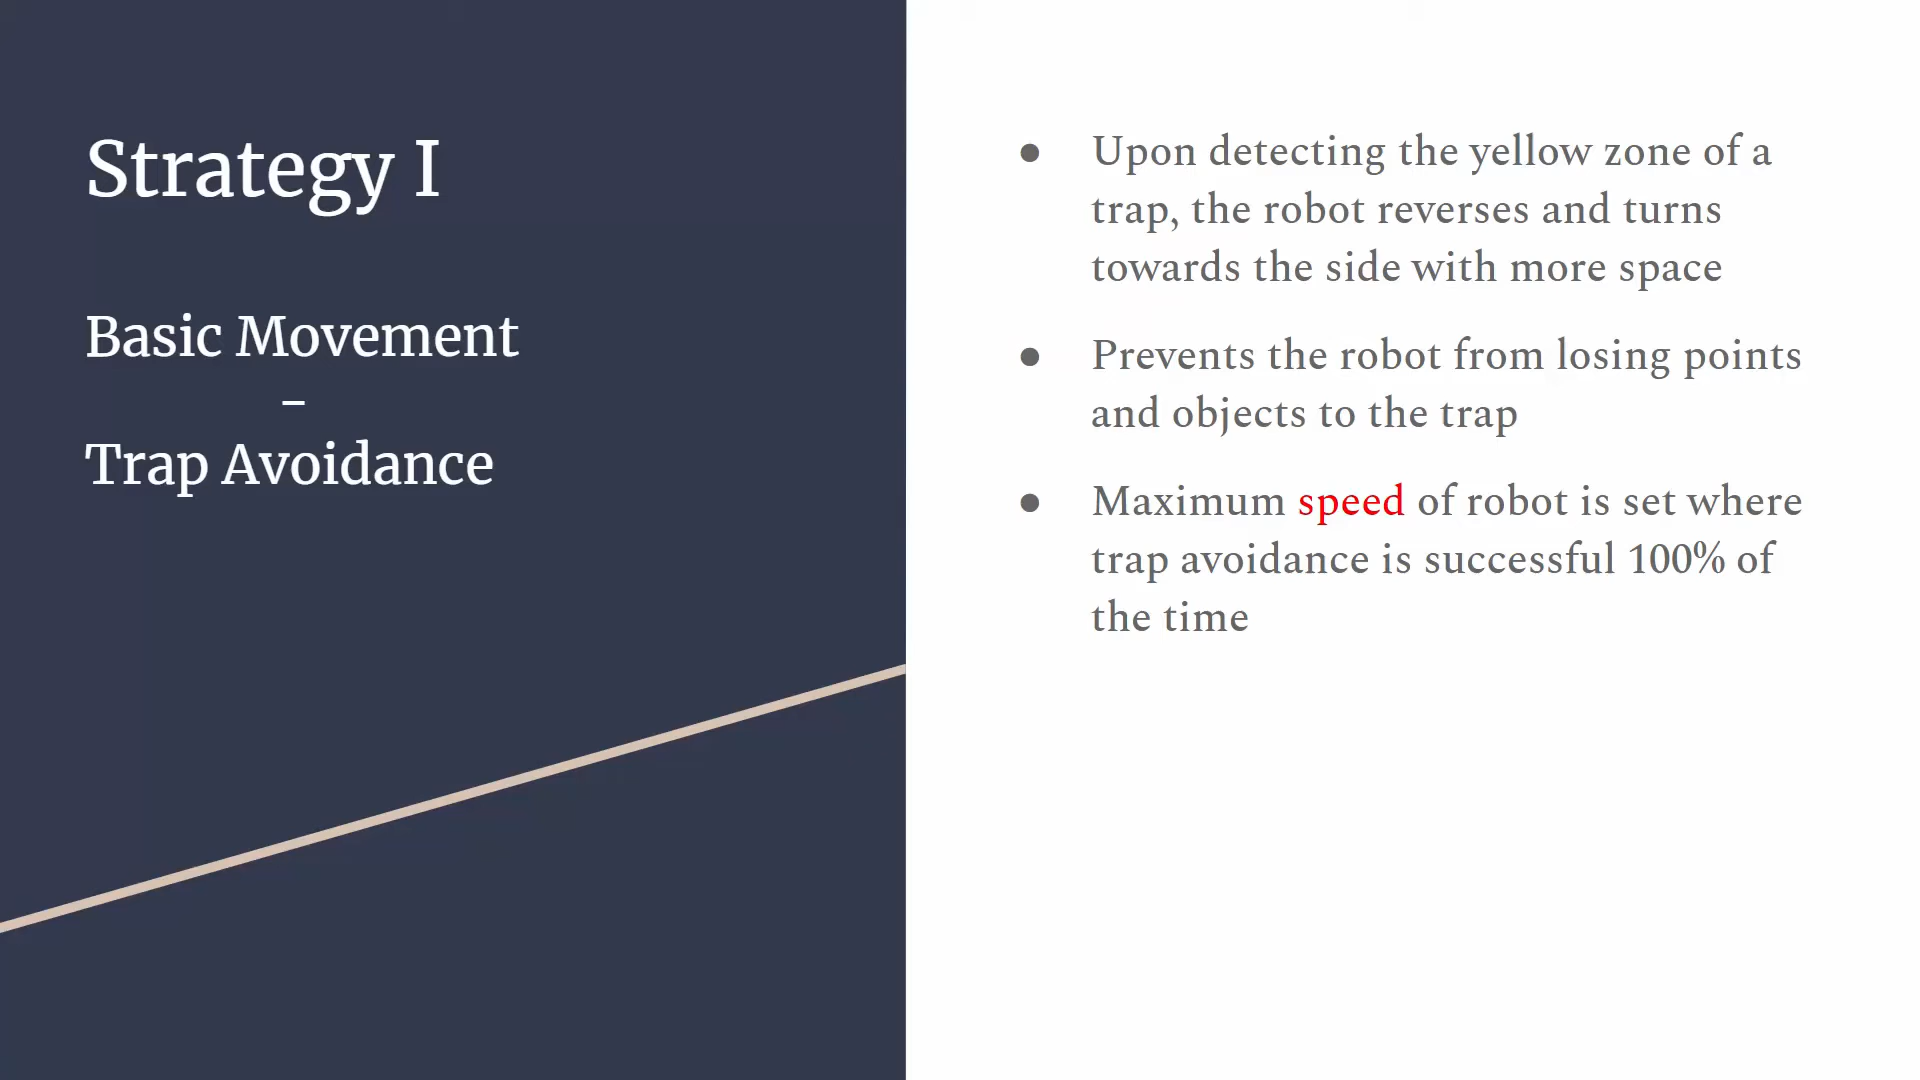 Strategy I
Basic Movement
-
Trap Avoidance
● Upon detecting the yellow zone of a
trap, the robot reverses and turns
towards the side with more space
● Prevents the robot from losing points
and objects to the trap
● Maximum speed of robot is set where
trap avoidance is successful 100% of
the time